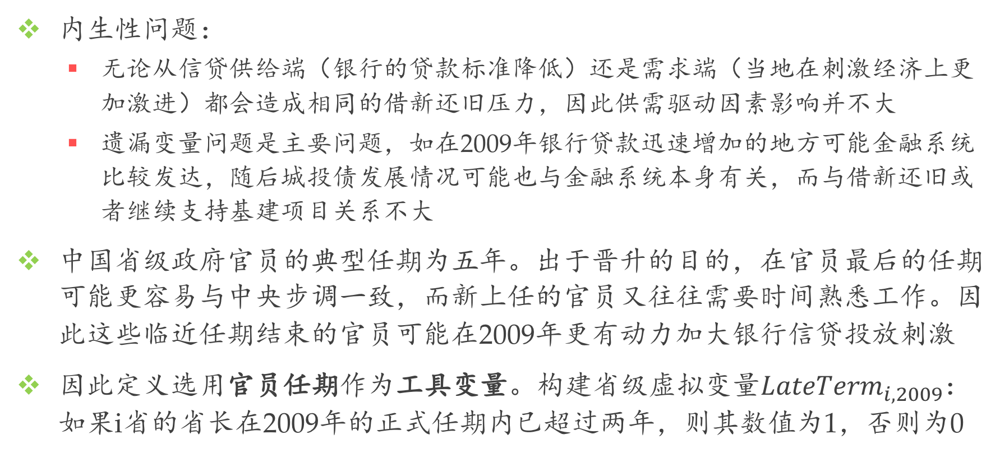 内生性问题：
无论从信贷供给端（银行的贷款标准降低）还是需求端（当地在刺激经济上更
加激进）都会造成相同的借新还旧压力，因此供需驱动因素影响并不大
遗漏变量问题是主要问题，如在2009年银行贷款迅速增加的地方可能金融系统
比较发达，随后城投债发展情况可能也与金融系统本身有关，而与借新还旧或
者继续支持基建项目关系不大
中国省级政府官员的典型任期为五年。出于晋升的目的，在官员最后的任期
可能更容易与中央步调一致，而新上任的官员又往往需要时间熟悉工作。因
此这些临近任期结束的官员可能在2009年更有动力加大银行信贷投放刺激
因此定义选用官员任期作为工具变量。构建省级虚拟变量LateTerm_{i,2009}：
如果i省的省长在2009年的正式任期内已超过两年，则其数值为1，否则为0